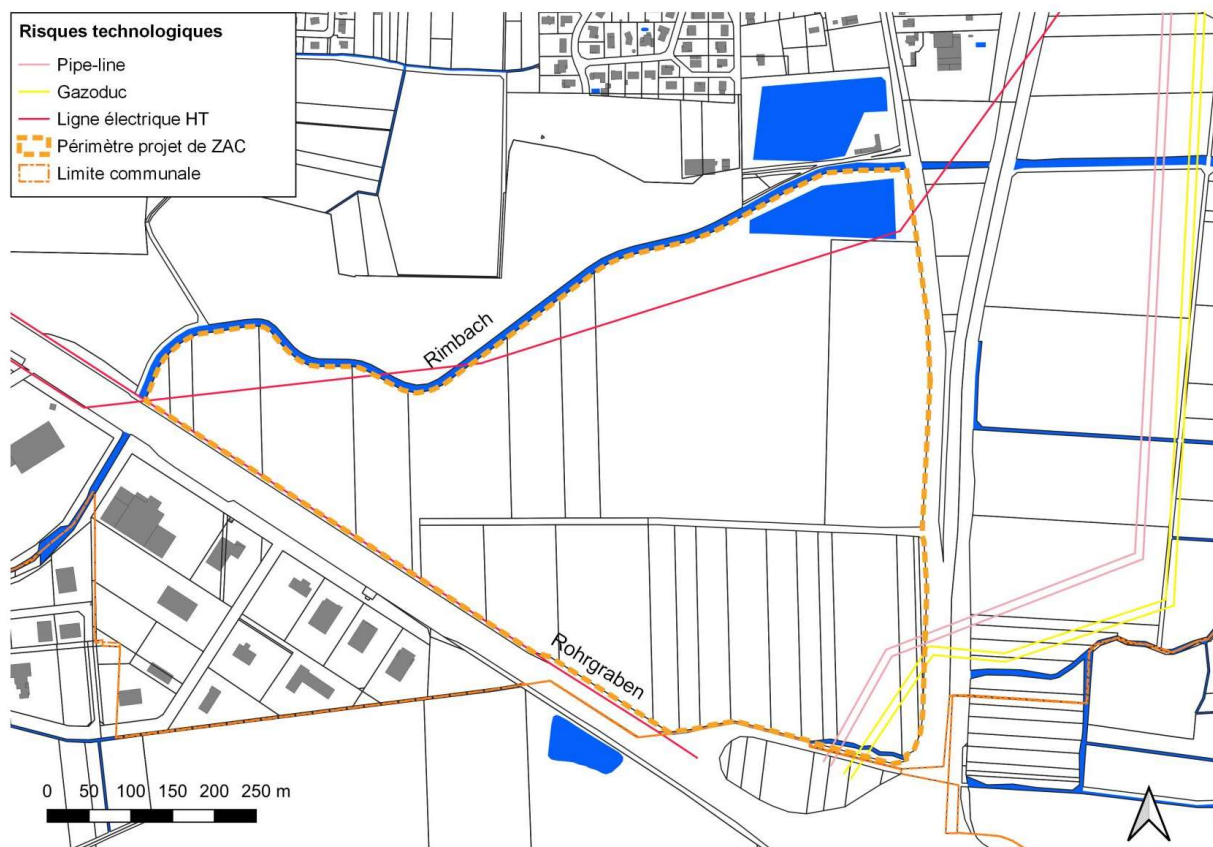 Risques technologiques
Pipe-line
Gazoduc
Ligne électrique HT
Périmètre projet de ZAC
Limite communale
Rimbach
Rohrgraben
0 50 100 150 200 250 m